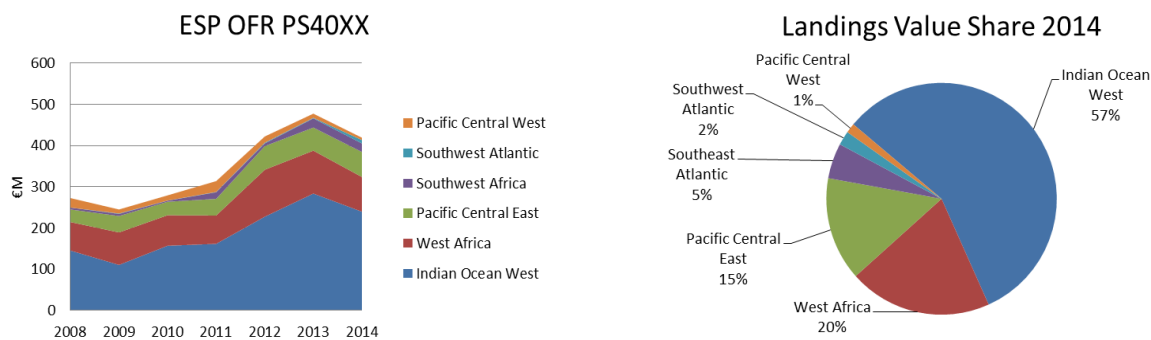 ESP OFR PS40XX
600
500
400
300
200
100
0
€M
2008 2009 2010 2011 2012 2013 2014
Pacific Central West
Southwest Atlantic
Southwest Africa
Pacific Central East
West Africa
Indian Ocean West
Landings Value Share 2014
Pacific Central
West
1%
Southwest
Atlantic
2%
Southeast
Atlantic
5%
Pacific Central
East
15%
West Africa
20%
Indian Ocean
West
57%